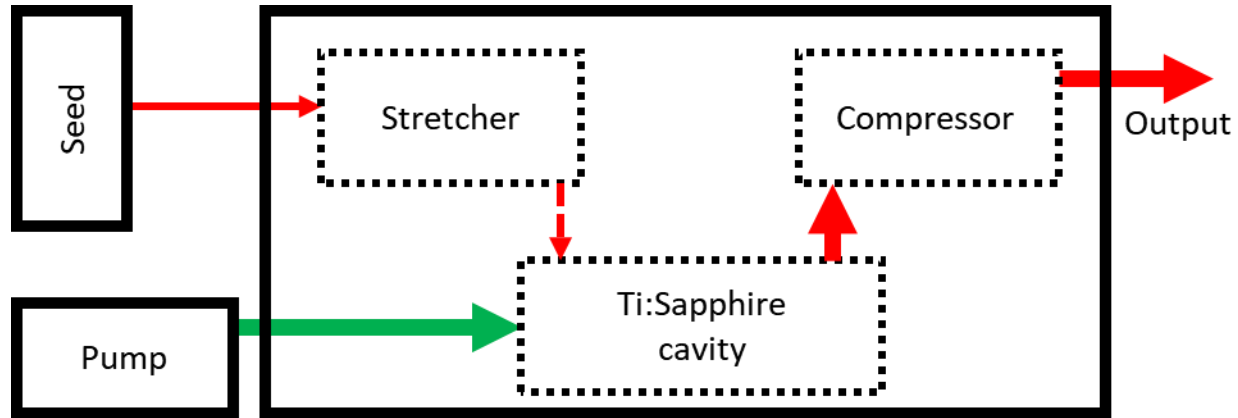 Seed
Stretcher
Compressor
Output
Ti:Sapphire
cavity
Pump